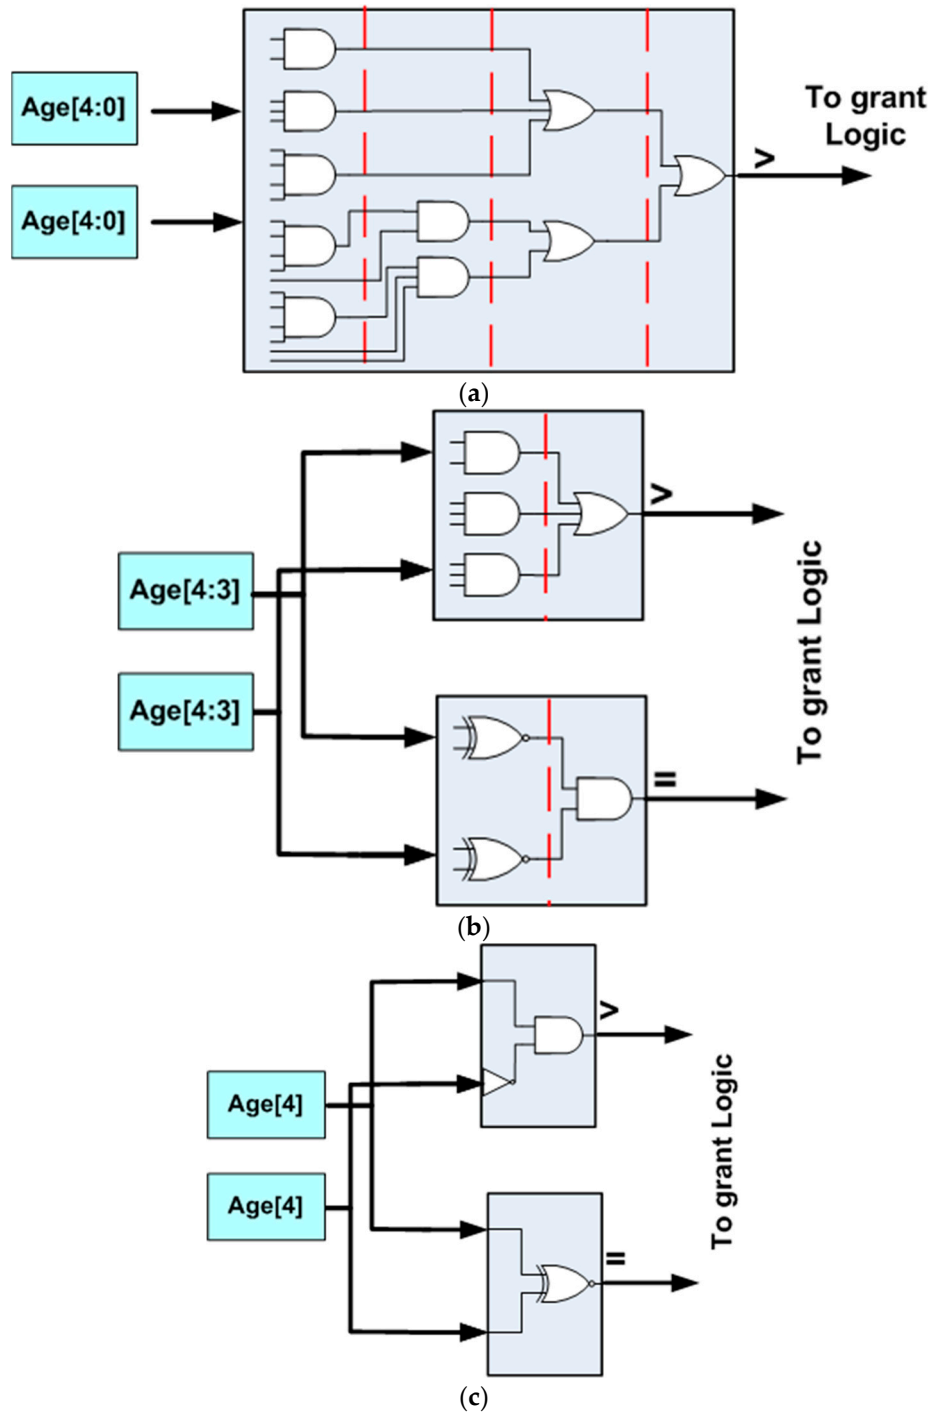 Age[4:0]
Age[4:0]
>
To grant
Logic
(a)
Age[4:3]
Age[4:3]
>
=
To grant Logic
(b)
Age[4]
Age[4]
>
=
To grant Logic
(c)